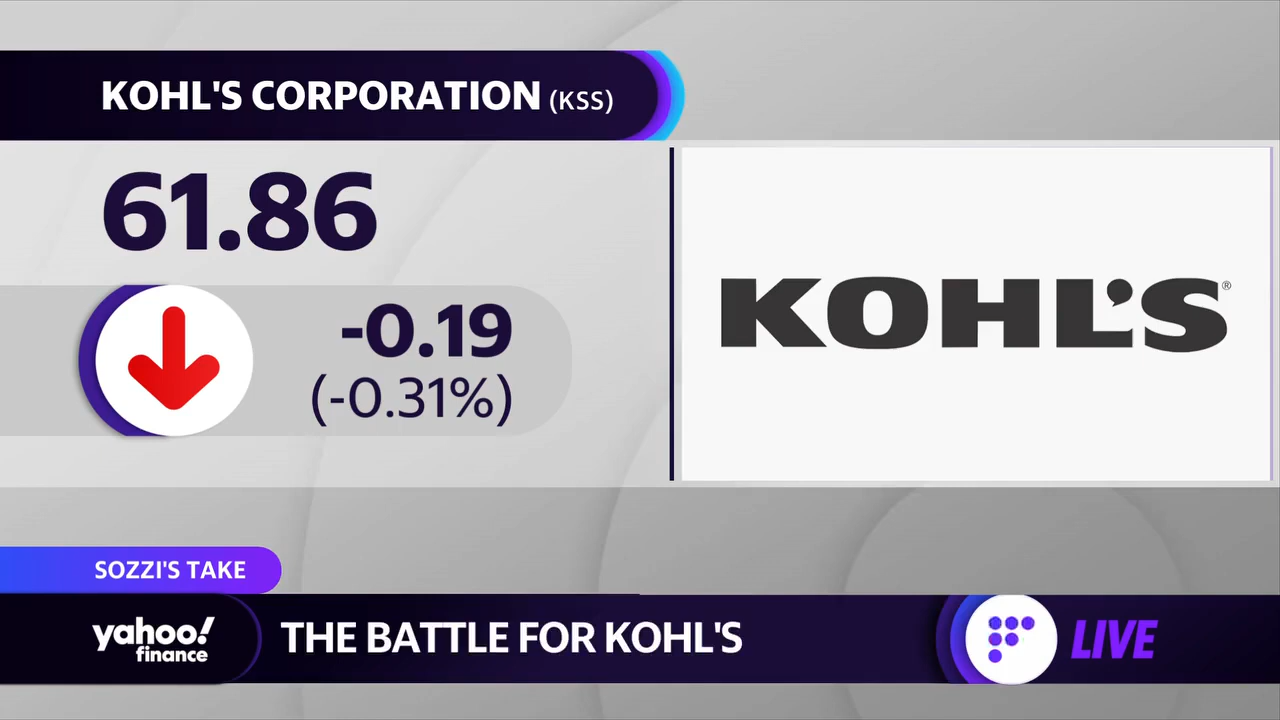 KOHL'S CORPORATION (KSS)
61.86
-0.19
(-0.31%)
KOHL'S®
SOZZI'S TAKE
yahoo!
finance
THE BATTLE FOR KOHL'S
LIVE